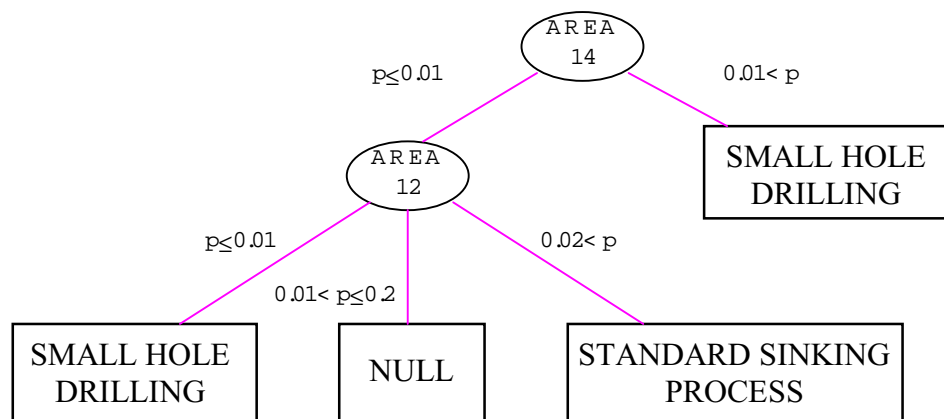 AREA
14
p≤0.01
0.01< p
AREA
12
SMALL HOLE
DRILLING
p≤0.01
0.02< p
0.01< p≤0.2
SMALL HOLE
DRILLING
NULL
STANDARD SINKING
PROCESS